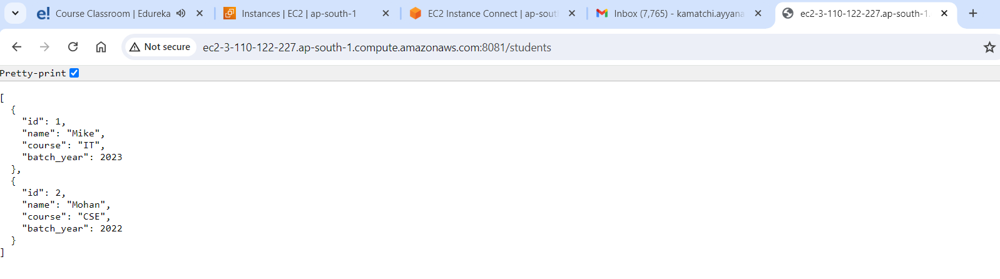 e! Course Classroom | Edureka
Instances | EC2 | ap-south-1
EC2 Instance Connect | ap-sout
Inbox (7,765) - kamatchi.ayyana
ec2-3-110-122-227.ap-south-1.
Not secure ec2-3-110-122-227.ap-south-1.compute.amazonaws.com:8081/students
Pretty-print
[
  {
    "id": 1,
    "name": "Mike",
    "course": "IT",
    "batch_year": 2023
  },
  {
    "id": 2,
    "name": "Mohan",
    "course": "CSE",
    "batch_year": 2022
  }
]